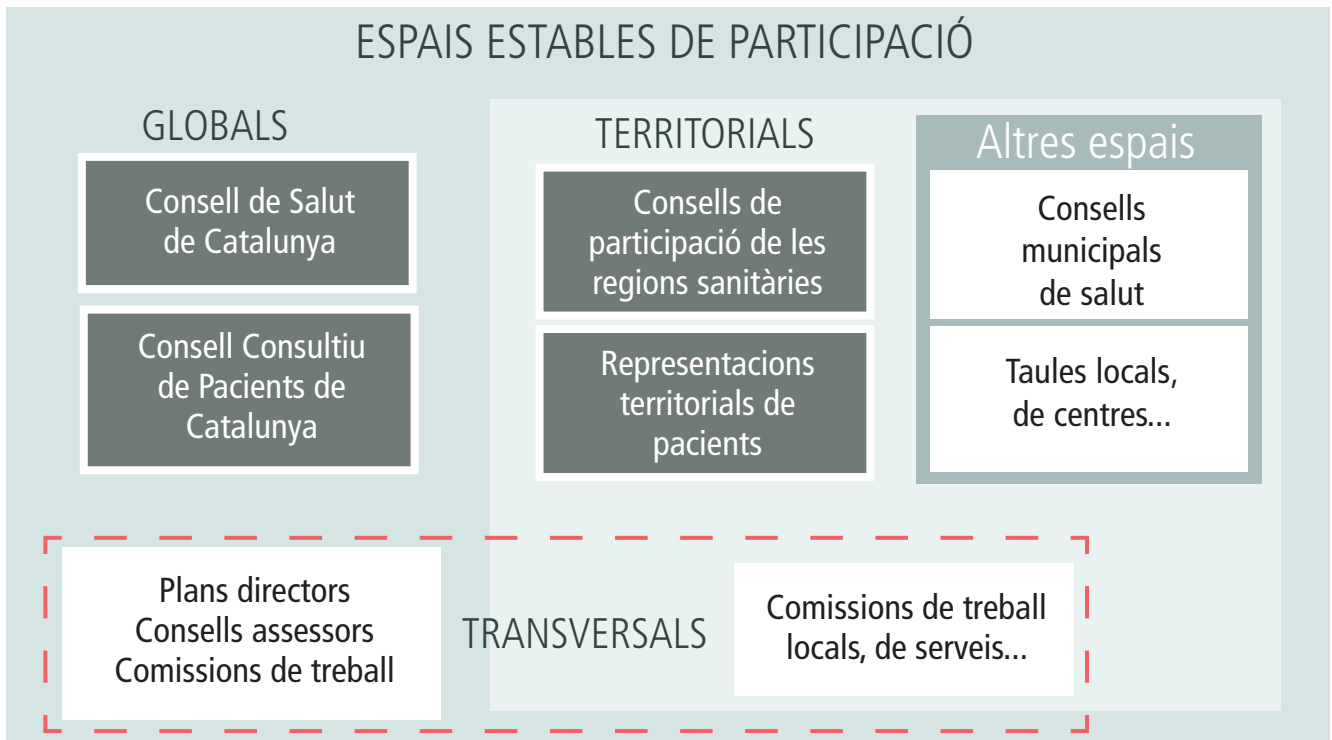 ESPAIS ESTABLES DE PARTICIPACIÓ
GLOBALS
Consell de Salut
de Catalunya
Consell Consultiu
de Pacients de
Catalunya
TERRITORIALS
Consells de
participació de les
regions sanitàries
Representacions
territorials de
pacients
Altres espais
Consells
municipals
de salut
Taules locals,
de centres...
Plans directors
Consells assessors
Comissions de treball
TRANSVERSALS
Comissions de treball
locals, de serveis...